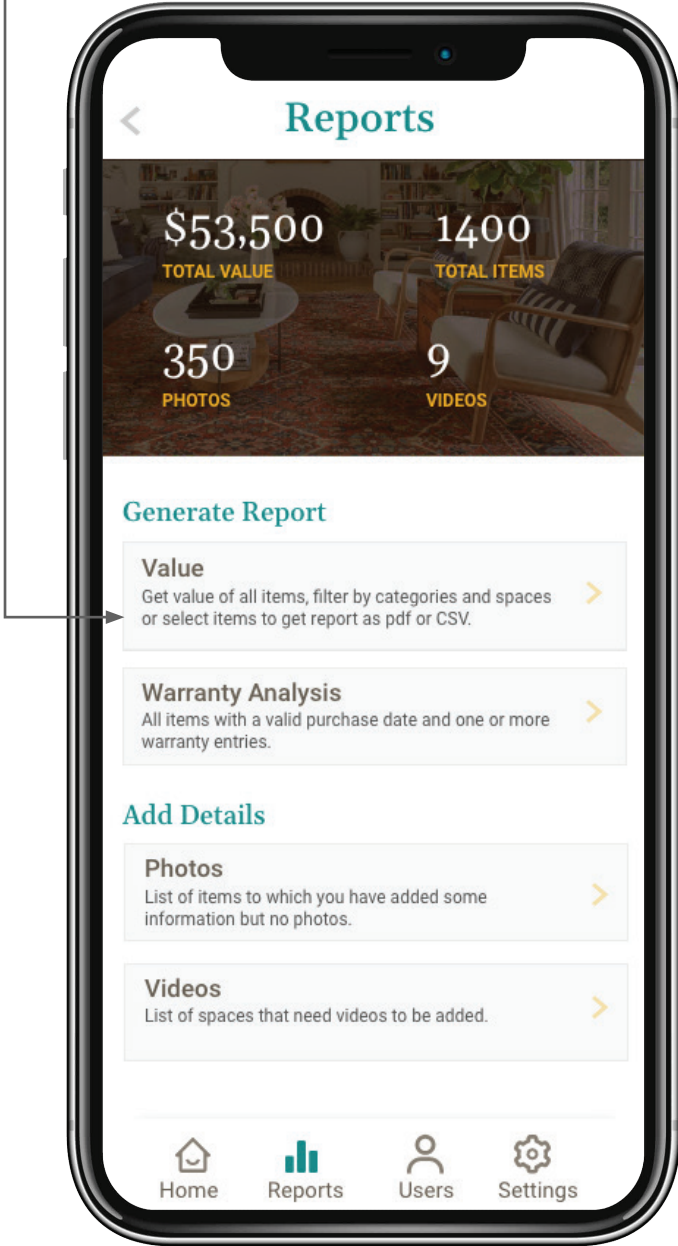 Reports
$53,500
1400
TOTAL VALUE
TOTAL ITEMS
350
9
PHOTOS
VIDEOS
Generate Report
Value
Get value of all items, filter by categories and spaces
or select items to get report as pdf or CSV.
Warranty Analysis
All items with a valid purchase date and one or more
warranty entries.
Add Details
Photos
List of items to which you have added some
information but no photos.
Videos
List of spaces that need videos to be added.
Home
Reports
Users
Settings